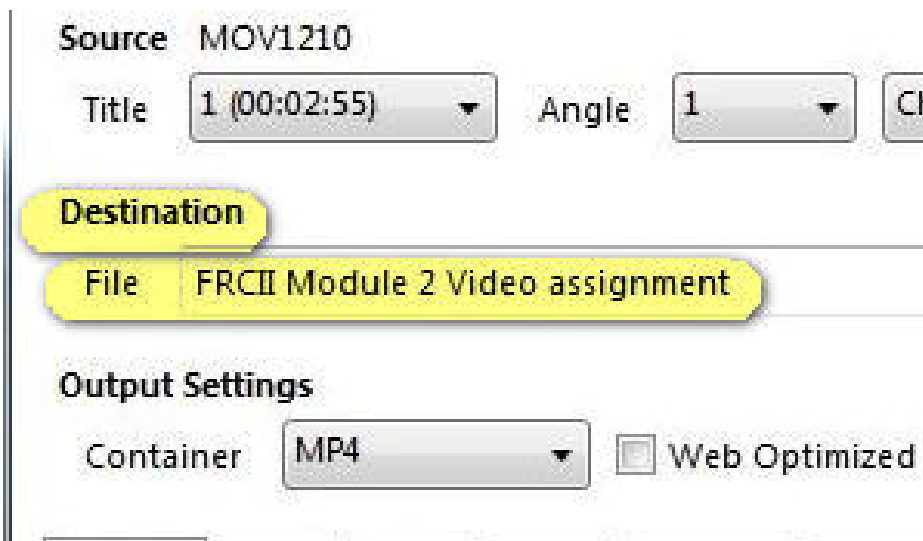 Source MOV1210
Title 1 (00:02:55) Angle 1
Destination
File FRCII Module 2 Video assignment
Output Settings
Container MP4 Web Optimized